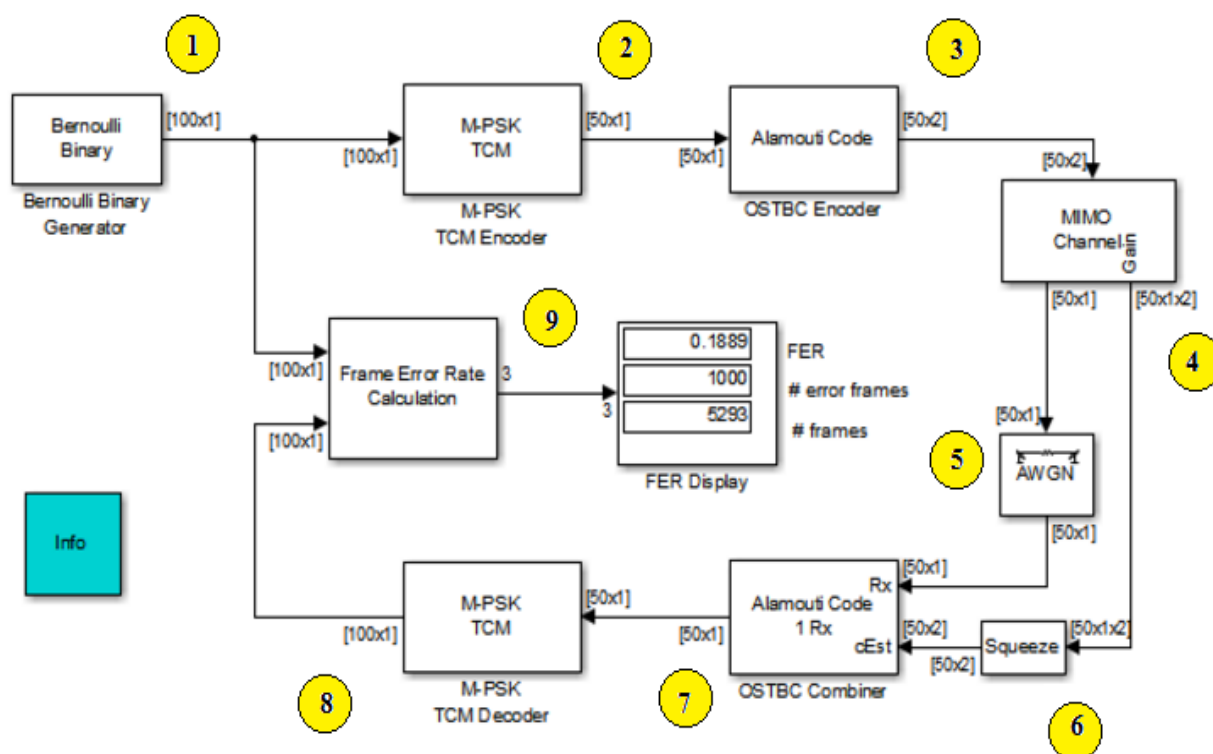 1
2
3
Bernoulli
Binary
[100x1]
Bernoulli Binary
Generator
[100x1]
M-PSK
TCM
[50x1]
M-PSK
TCM Encoder
[50x1]
Alamouti Code
[50x2]
OSTBC Encoder
[50x2]
MIMO
Channel
Gain
[50x1]
[50x1x2]
4
9
[100x1]
Frame Error Rate
Calculation
[100x1]
3
3
0.1889
FER
1000
# error frames
5293
# frames
FER Display
[50x1]
5
AWGN
[50x1]
Info
[100x1]
M-PSK
TCM
[50x1]
M-PSK
TCM Decoder
[50x1]
Alamouti Code
1 Rx
Rx
cEst
[50x1]
[50x2]
OSTBC Combiner
[50x2]
Squeeze
[50x1x2]
8
7
6